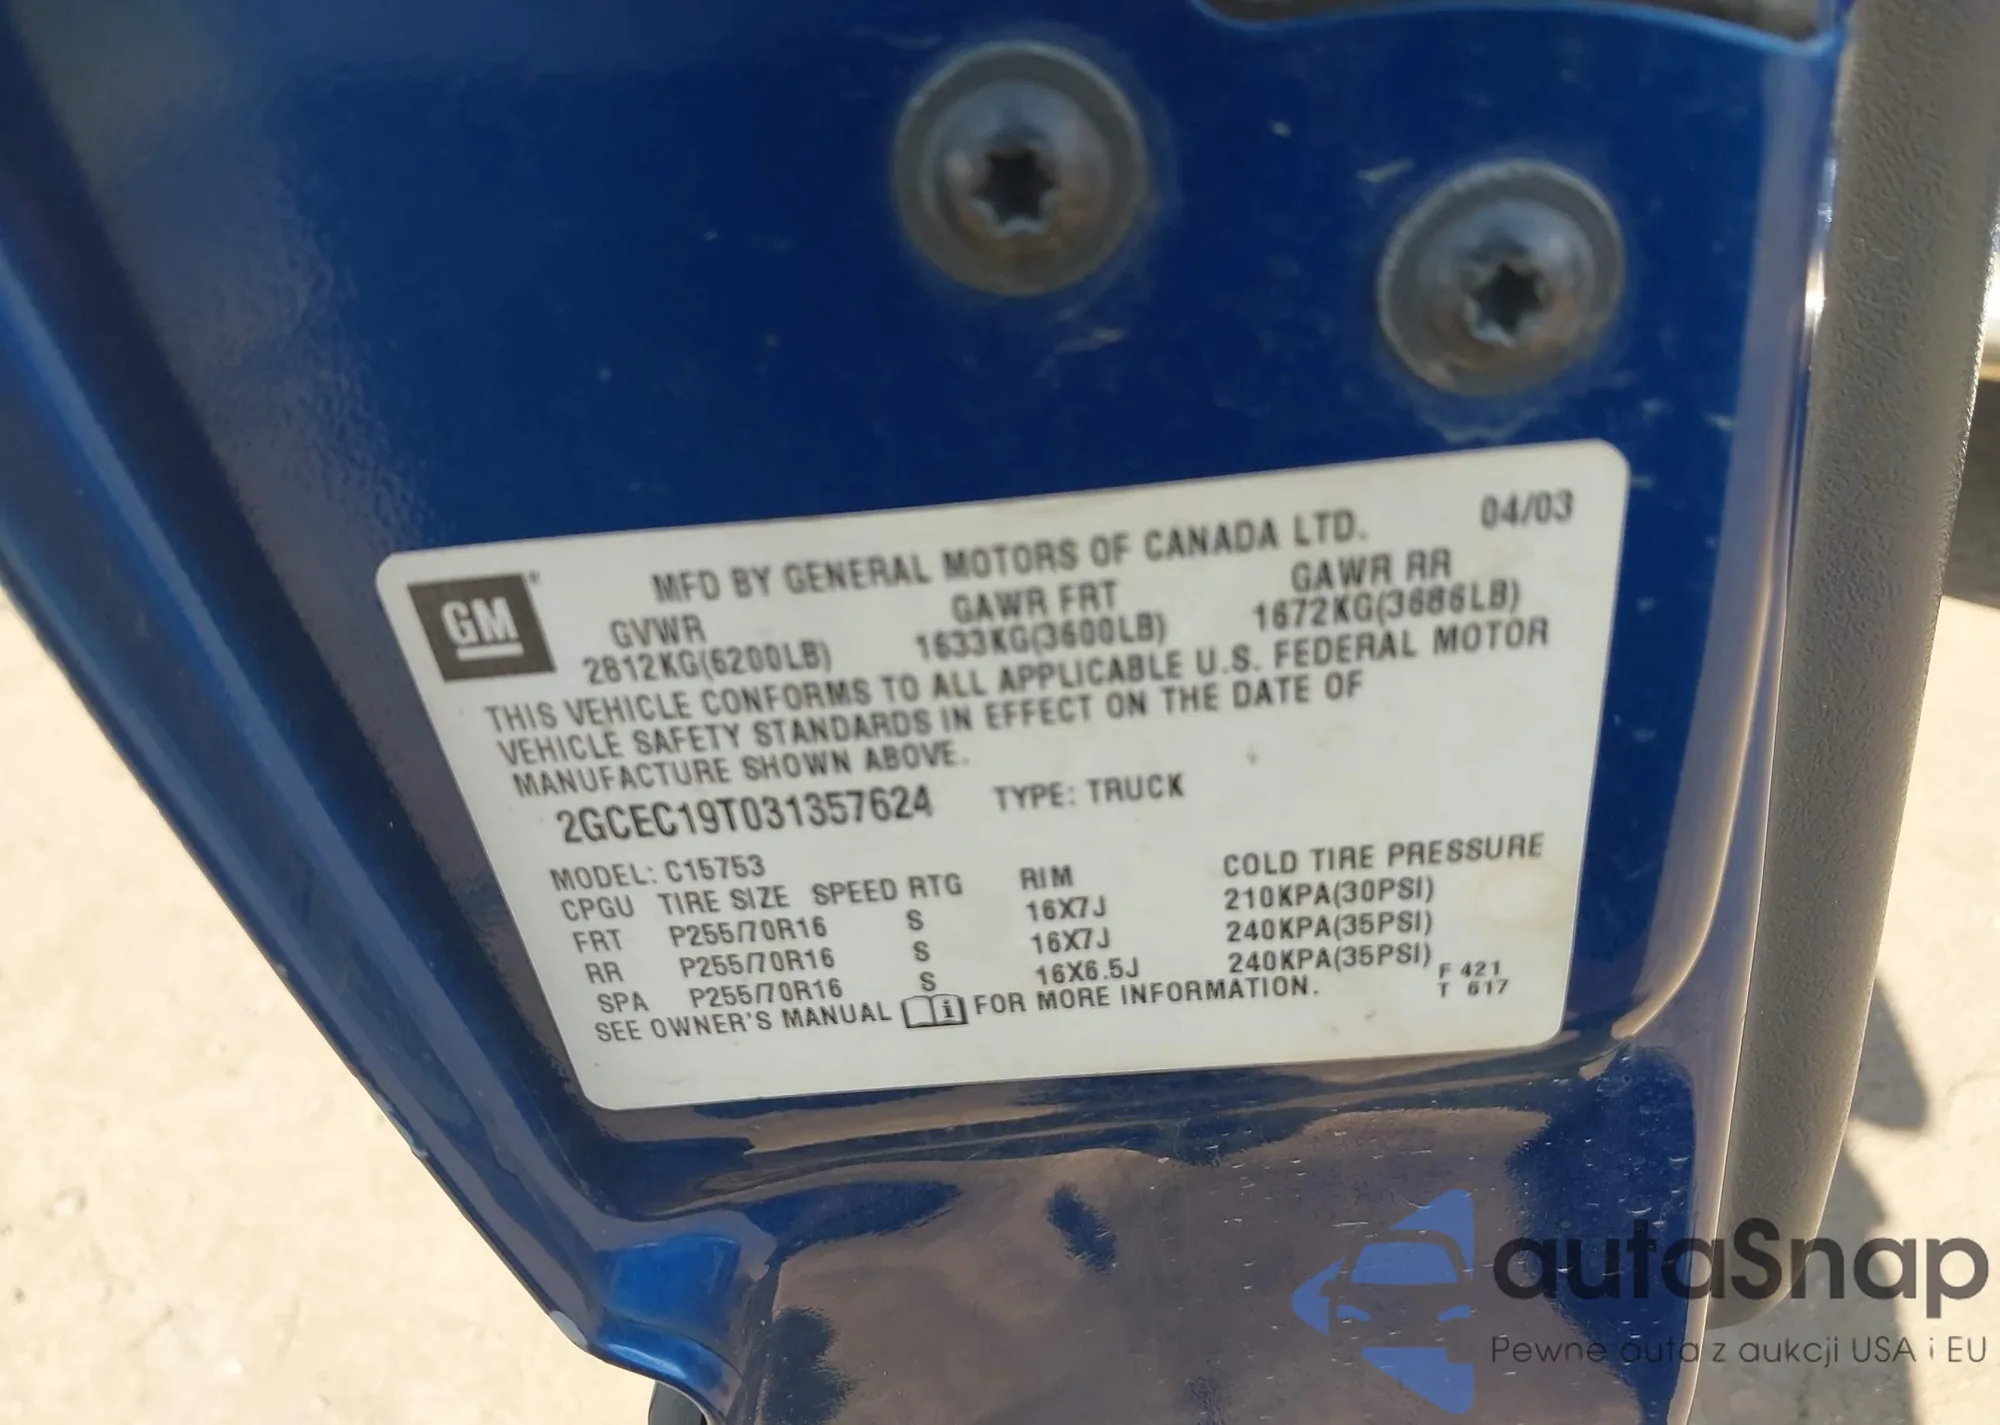 MFD BY GENERAL MOTORS OF CANADA LTD. 04/03
GM
GVWR GAWR FRT GAWR RR
2812KG(6200LB) 1633KG(3600LB) 1672KG(3686LB)
THIS VEHICLE CONFORMS TO ALL APPLICABLE U.S. FEDERAL MOTOR
VEHICLE SAFETY STANDARDS IN EFFECT ON THE DATE OF
MANUFACTURE SHOWN ABOVE.
2GCEC19T031357624 TYPE: TRUCK
MODEL: C15753
CPGU TIRE SIZE SPEED RTG RIM COLD TIRE PRESSURE
FRT P255/70R16 S 16X7J 210KPA(30PSI)
RR P255/70R16 S 16X7J 240KPA(35PSI)
SPA P255/70R16 S 16X6.5J 240KPA(35PSI)
SEE OWNER'S MANUAL FOR MORE INFORMATION.
F 421
T 617
autaSnap
Pewne auta z aukcji USA i EU